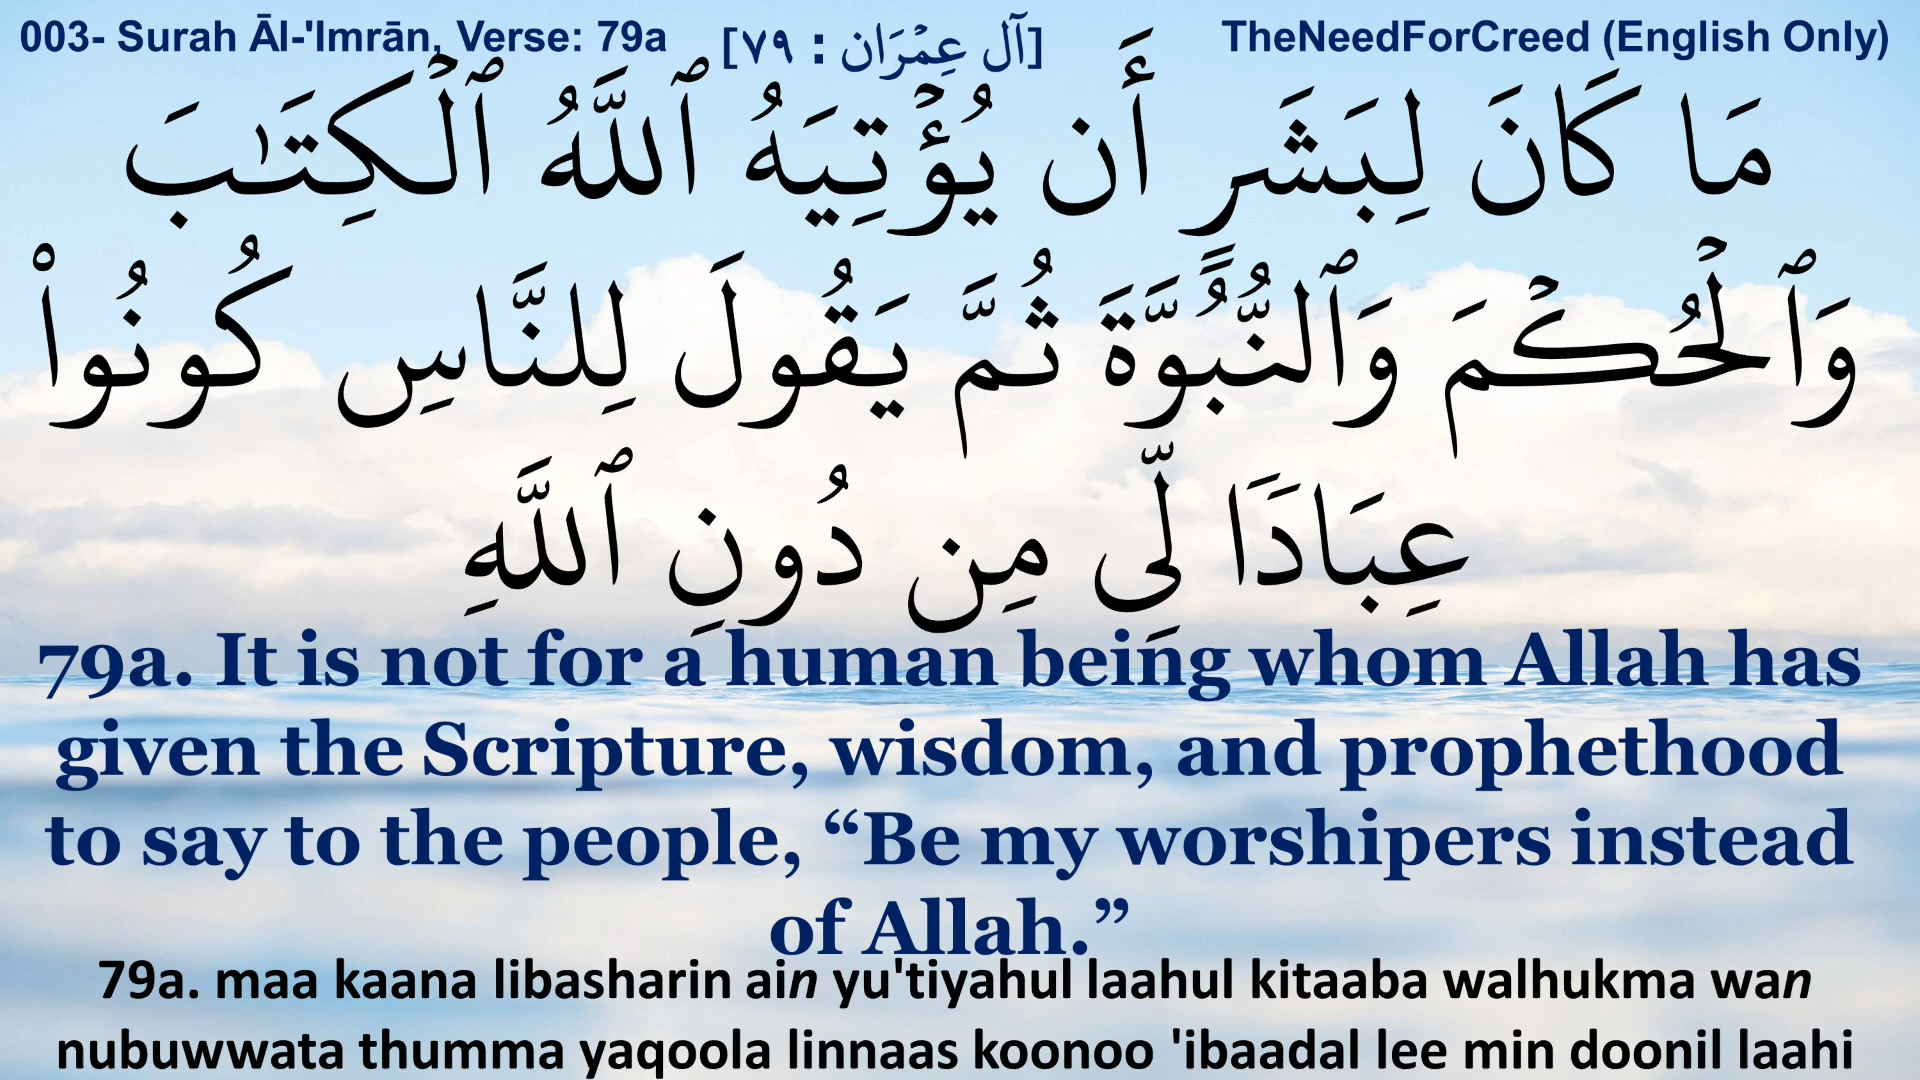 003- Surah Āl-'Imrān, Verse: 79a [آل عِمْرَان : ٧٩] TheNeedForCreed (English Only)
مَا كَانَ لِبَشَرٍ أَن يُؤۡتِيَهُ ٱللَّهُ ٱلۡكِتَٰبَ
وَٱلۡحُكۡمَ وَٱلنُّبُوَّةَ ثُمَّ يَقُولَ لِلنَّاسِ كُونُواْ
عِبَادٗا لِّي مِن دُونِ ٱللَّهِ
79a. It is not for a human being whom Allah has
given the Scripture, wisdom, and prophethood
to say to the people, “Be my worshipers instead
of Allah.”
79a. maa kaana libasharin ain yu'tiyahul laahul kitaaba walhukma wan
nubuwwata thumma yaqoola linnaas koonoo 'ibaadal lee min doonil laahi